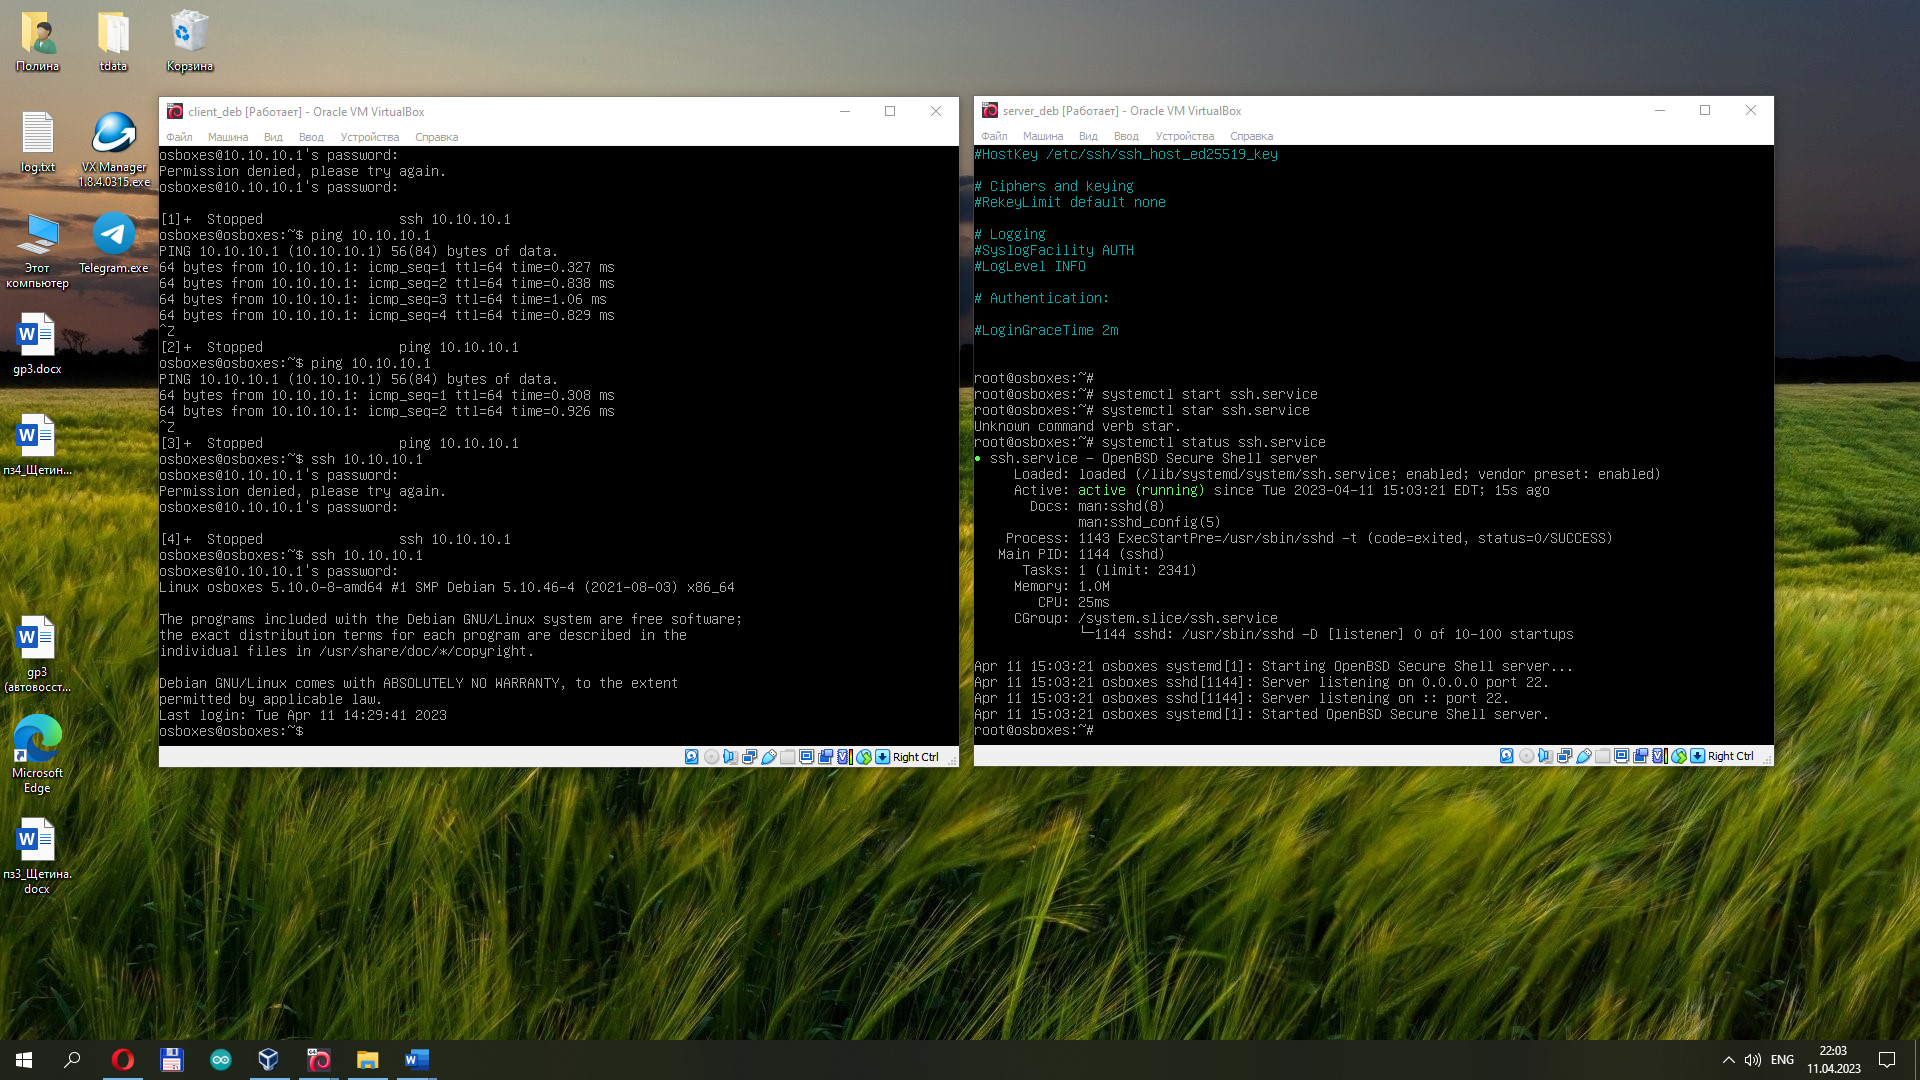 Полина
tdata
Корзина
log.txt
VX Manager
1.8.4.0315.exe
Этот
компьютер
Telegram.exe
gp3.docx
пз4_Щетин...
gp3
(автовосст...
Microsoft
Edge
пз3_Щетина.
docx
client_deb [Работает] - Oracle VM VirtualBox
Файл Машина Вид Ввод Устройства Справка
osboxes@10.10.10.1's password:
Permission denied, please try again.
osboxes@10.10.10.1's password:
[1]+  Stopped                 ssh 10.10.10.1
osboxes@osboxes:~$ ping 10.10.10.1
PING 10.10.10.1 (10.10.10.1) 56(84) bytes of data.
64 bytes from 10.10.10.1: icmp_seq=1 ttl=64 time=0.327 ms
64 bytes from 10.10.10.1: icmp_seq=2 ttl=64 time=0.838 ms
64 bytes from 10.10.10.1: icmp_seq=3 ttl=64 time=1.06 ms
64 bytes from 10.10.10.1: icmp_seq=4 ttl=64 time=0.829 ms
^Z
[2]+  Stopped                 ping 10.10.10.1
osboxes@osboxes:~$ ping 10.10.10.1
PING 10.10.10.1 (10.10.10.1) 56(84) bytes of data.
64 bytes from 10.10.10.1: icmp_seq=1 ttl=64 time=0.308 ms
64 bytes from 10.10.10.1: icmp_seq=2 ttl=64 time=0.926 ms
^Z
[3]+  Stopped                 ping 10.10.10.1
osboxes@osboxes:~$ ssh 10.10.10.1
osboxes@10.10.10.1's password:
Permission denied, please try again.
osboxes@10.10.10.1's password:
[4]+  Stopped                 ssh 10.10.10.1
osboxes@osboxes:~$ ssh 10.10.10.1
osboxes@10.10.10.1's password:
Linux osboxes 5.10.0-8-amd64 #1 SMP Debian 5.10.46-4 (2021-08-03) x86_64
The programs included with the Debian GNU/Linux system are free software;
the exact distribution terms for each program are described in the
individual files in /usr/share/doc/*/copyright.
Debian GNU/Linux comes with ABSOLUTELY NO WARRANTY, to the extent
permitted by applicable law.
Last login: Tue Apr 11 14:29:41 2023
osboxes@osboxes:~$
Right Ctrl
server_deb [Работает] - Oracle VM VirtualBox
Файл Машина Вид Ввод Устройства Справка
#HostKey /etc/ssh/ssh_host_ed25519_key
# Ciphers and keying
#RekeyLimit default none
# Logging
#SyslogFacility AUTH
#LogLevel INFO
# Authentication:
#LoginGraceTime 2m
root@osboxes:~#
root@osboxes:~# systemctl start ssh.service
root@osboxes:~# systemctl star ssh.service
Unknown command verb star.
root@osboxes:~# systemctl status ssh.service
● ssh.service - OpenBSD Secure Shell server
Loaded: loaded (/lib/systemd/system/ssh.service; enabled; vendor preset: enabled)
Active: active (running) since Tue 2023-04-11 15:03:21 EDT; 15s ago
Docs: man:sshd(8)
man:sshd_config(5)
Process: 1143 ExecStartPre=/usr/sbin/sshd -t (code=exited, status=0/SUCCESS)
Main PID: 1144 (sshd)
Tasks: 1 (limit: 2341)
Memory: 1.0M
CPU: 25ms
CGroup: /system.slice/ssh.service
└─1144 sshd: /usr/sbin/sshd -D [listener] 0 of 10-100 startups
Apr 11 15:03:21 osboxes systemd[1]: Starting OpenBSD Secure Shell server...
Apr 11 15:03:21 osboxes sshd[1144]: Server listening on 0.0.0.0 port 22.
Apr 11 15:03:21 osboxes sshd[1144]: Server listening on :: port 22.
Apr 11 15:03:21 osboxes systemd[1]: Started OpenBSD Secure Shell server.
root@osboxes:~#
Right Ctrl
ENG
22:03
11.04.2023